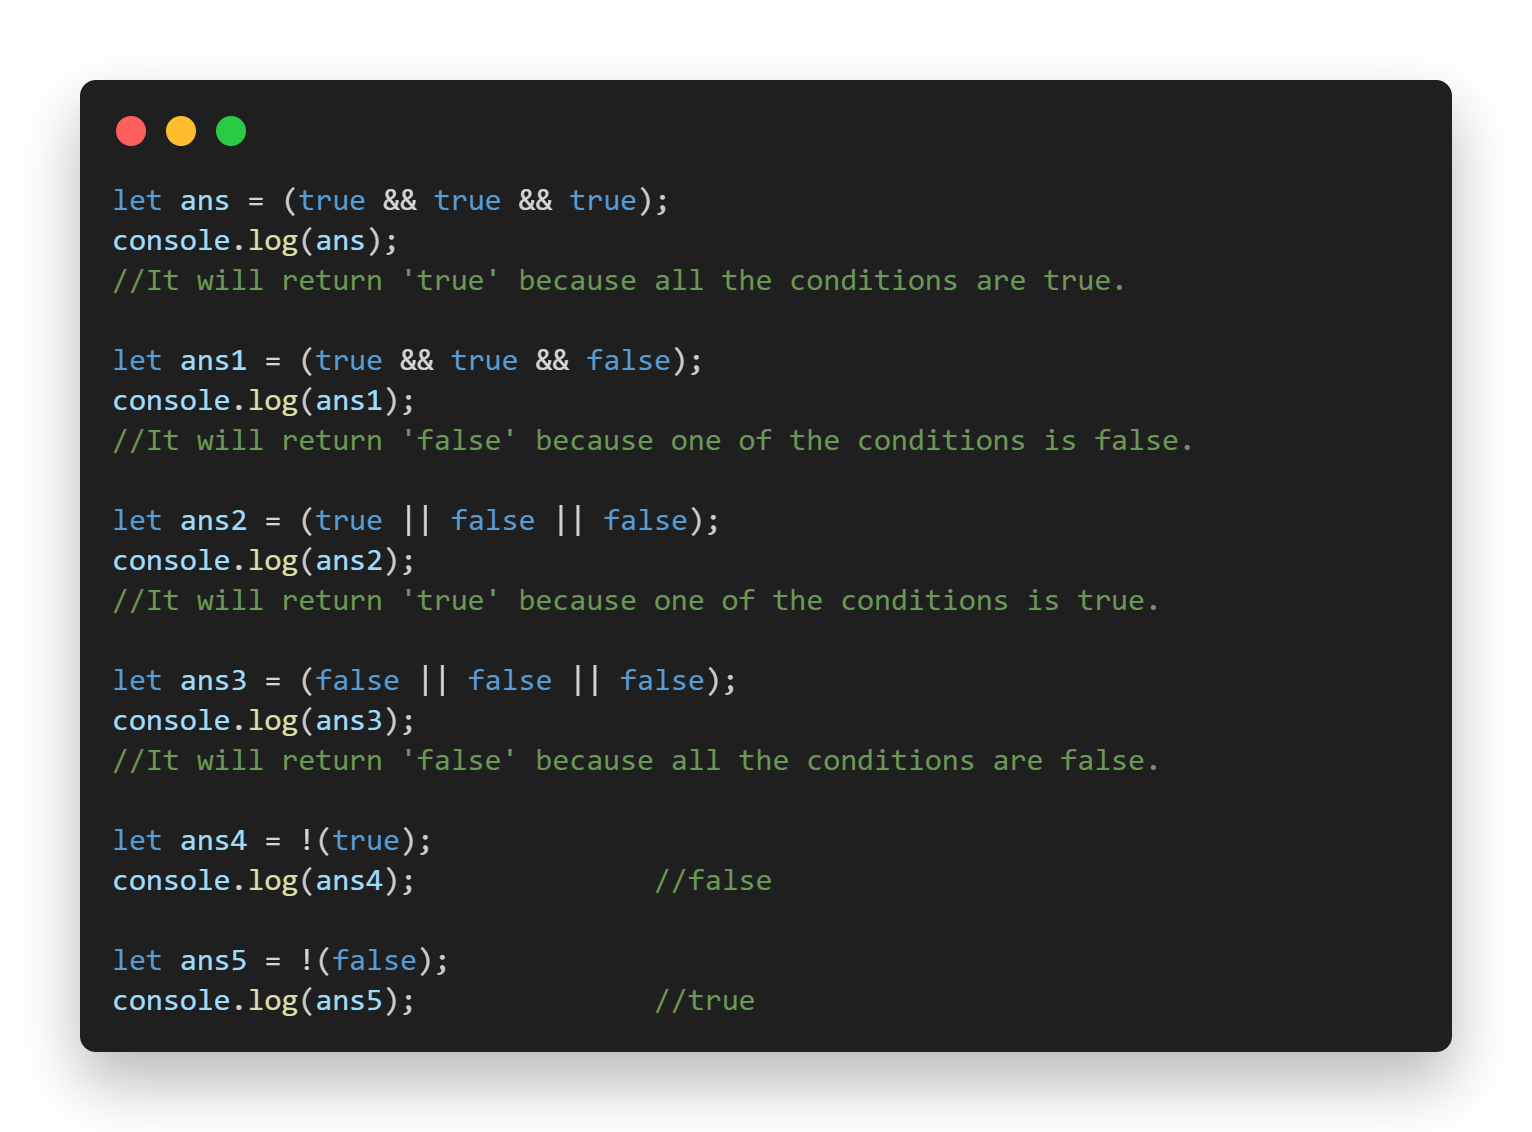 let ans = (true && true && true);
console.log(ans);
//It will return 'true' because all the conditions are true.
let ans1 = (true && true && false);
console.log(ans1);
//It will return 'false' because one of the conditions is false.
let ans2 = (true || false || false);
console.log(ans2);
//It will return 'true' because one of the conditions is true.
let ans3 = (false || false || false);
console.log(ans3);
//It will return 'false' because all the conditions are false.
let ans4 = !(true);
console.log(ans4);              //false
let ans5 = !(false);
console.log(ans5);              //true